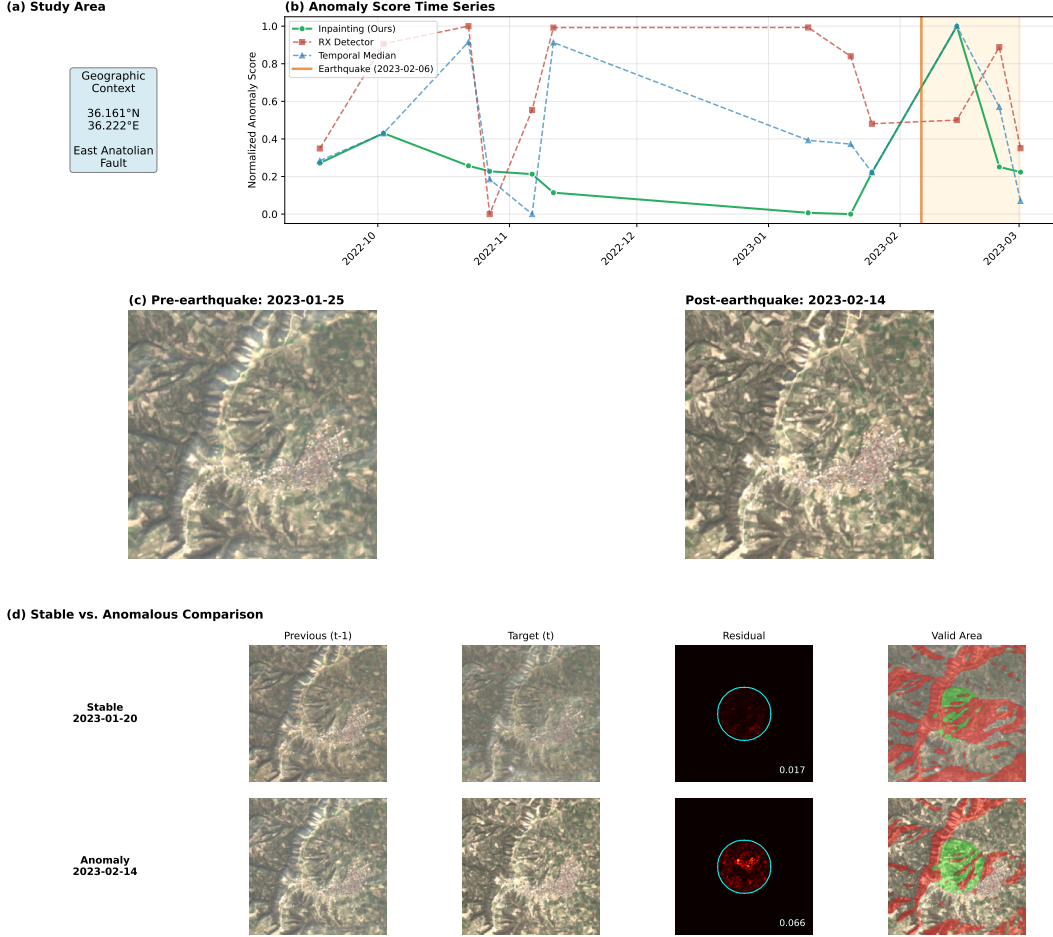 (a) Study Area
Geographic
Context
36.161°N
36.222°E
East Anatolian
Fault
(b) Anomaly Score Time Series
Normalized Anomaly Score
1.0
0.8
0.6
0.4
0.2
0.0
Inpainting (Ours)
RX Detector
Temporal Median
Earthquake (2023-02-06)
2022-10
2022-11
2022-12
2023-01
2023-02
2023-03
(c) Pre-earthquake: 2023-01-25
Post-earthquake: 2023-02-14
(d) Stable vs. Anomalous Comparison
Previous (t-1)
Target (t)
Residual
Valid Area
Stable
2023-01-20
0.017
Anomaly
2023-02-14
0.066